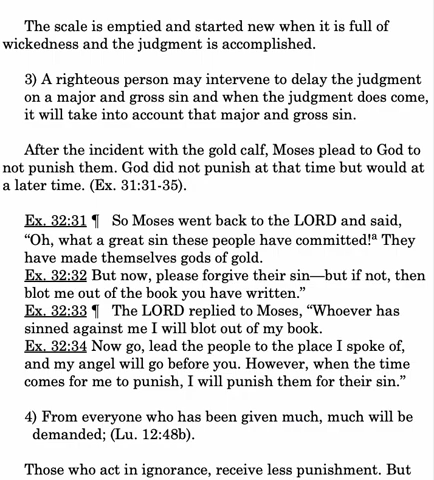 The scale is emptied and started new when it is full of
wickedness and the judgment is accomplished.
3) A righteous person may intervene to delay the judgment
on a major and gross sin and when the judgment does come,
it will take into account that major and gross sin.
After the incident with the gold calf, Moses plead to God to
not punish them. God did not punish at that time but would at
a later time. (Ex. 31:31-35).
Ex. 32:31 ¶ So Moses went back to the LORD and said,
“Oh, what a great sin these people have committed!ᵃ They
have made themselves gods of gold.
Ex. 32:32 But now, please forgive their sin—but if not, then
blot me out of the book you have written.”
Ex. 32:33 ¶ The LORD replied to Moses, “Whoever has
sinned against me I will blot out of my book.
Ex. 32:34 Now go, lead the people to the place I spoke of,
and my angel will go before you. However, when the time
comes for me to punish, I will punish them for their sin.”
4) From everyone who has been given much, much will be
demanded; (Lu. 12:48b).
Those who act in ignorance, receive less punishment. But